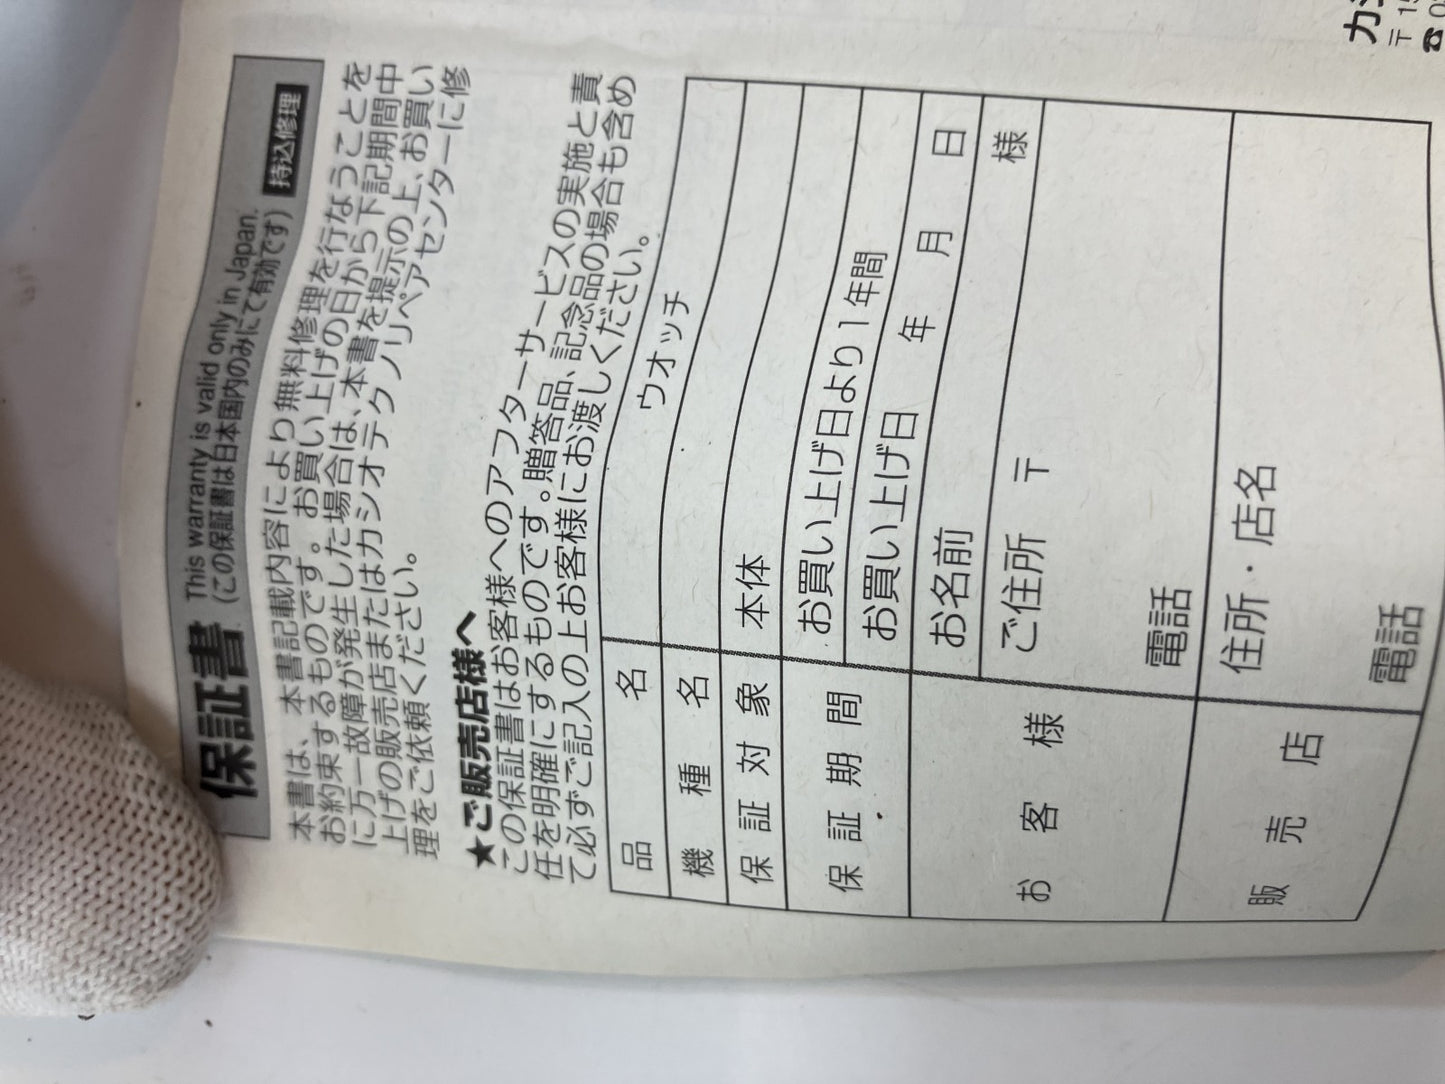 保証書
This warranty is valid only in Japan.
(この保証書は日本国内のみにて有効です)
持込修理
本書は、本書記載内容により無料修理を行なうことを
お約束するものです。お買い上げの日から下記期間中
に万一故障が発生した場合は、本書を提示の上、お買い
上げの販売店またはカシオテクノリペアセンターに修
理をご依頼ください。
★ご販売店様へ
この保証書はお客様へのアフターサービスの実施と責
任を明確にするものです。贈答品、記念品の場合も含め
て必ずご記入の上お客様にお渡しください。
品名 ウオッチ
機種名
保証対象 本体
保証期間 お買い上げ日より1年間
お買い上げ日 年 月 日
お客様 お名前 様
ご住所 〒
電話
販売店 住所・店名
電話
カシ
〒15
☎03